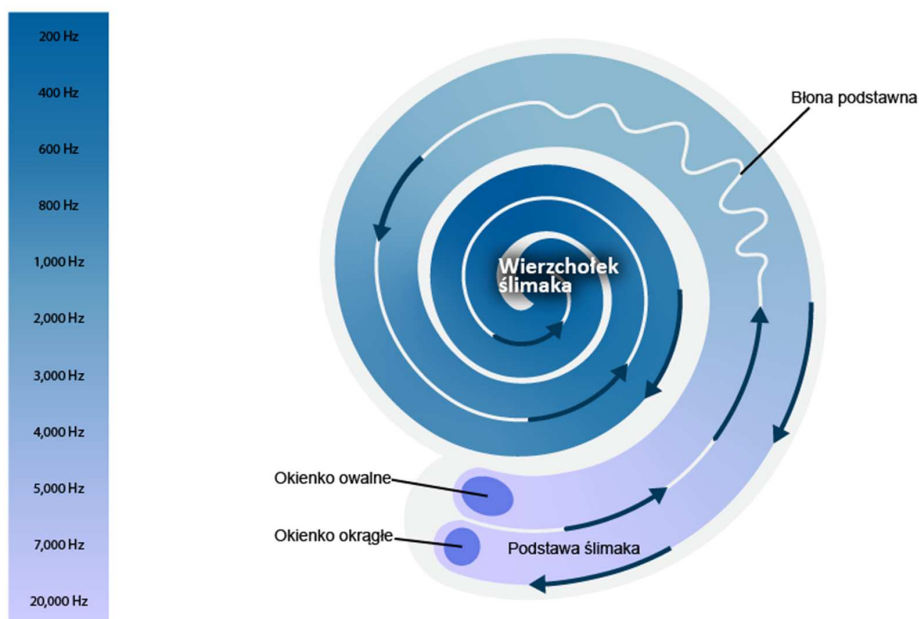 200 Hz
400 Hz
600 Hz
800 Hz
1,000 Hz
2,000 Hz
3,000 Hz
4,000 Hz
5,000 Hz
7,000 Hz
20,000 Hz
Błona podstawna
Wierzchołek
ślimaka
Okienko owalne
Okienko okrągłe
Podstawa ślimaka